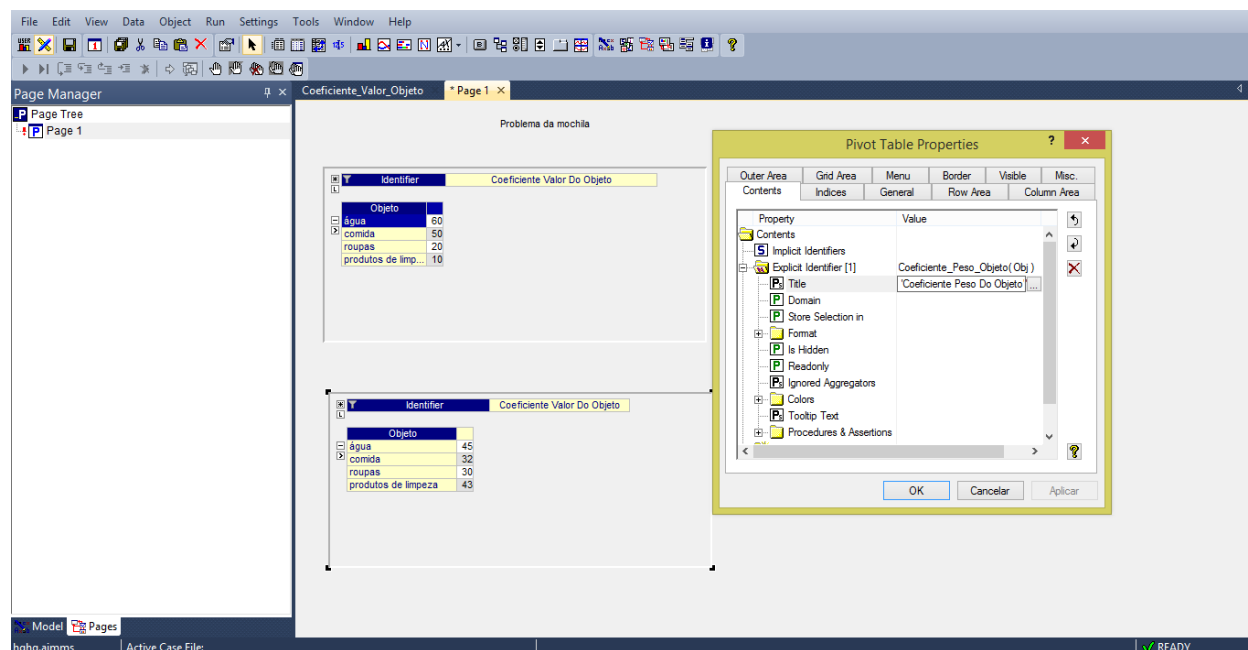 File Edit View Data Object Run Settings Tools Window Help
Page Manager
Page Tree
Page 1
Model Pages
Coeficiente_Valor_Objeto * Page 1
Problema da mochila
Identifier Coeficiente Valor Do Objeto
Objeto
água 60
comida 50
roupas 20
produtos de limp... 10
Identifier Coeficiente Valor Do Objeto
Objeto
água 45
comida 32
roupas 30
produtos de limpeza 43
Pivot Table Properties
Outer Area Grid Area Menu Border Visible Misc.
Contents Indices General Row Area Column Area
Property Value
Contents
Implicit Identifiers
Explicit Identifier [1] Coeficiente_Peso_Objeto( Obj )
Title 'Coeficiente Peso Do Objeto' ...
Domain
Store Selection in
Format
Is Hidden
Readonly
Ignored Aggregators
Colors
Tooltip Text
Procedures & Assertions
OK Cancelar Aplicar
Active Case File:
READY